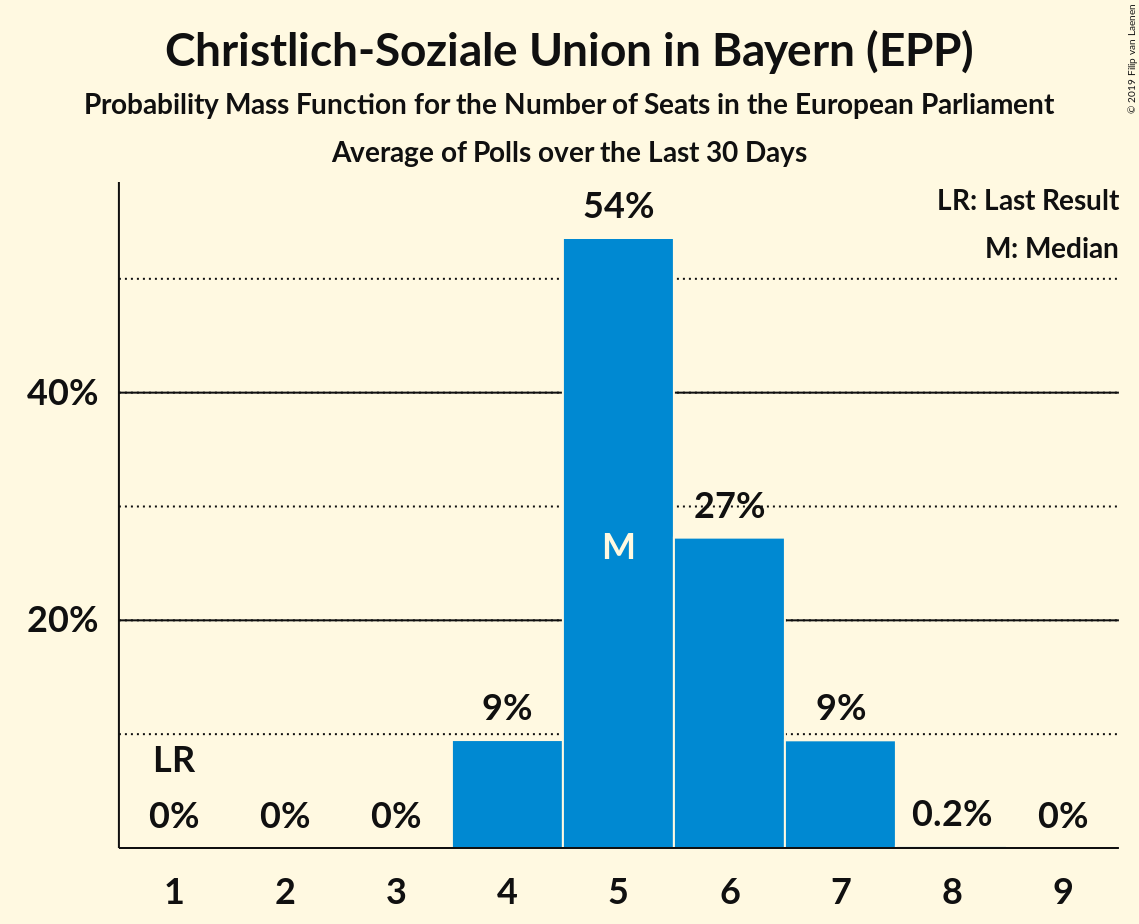 Christlich-Soziale Union in Bayern (EPP)
Probability Mass Function for the Number of Seats in the European Parliament
Average of Polls over the Last 30 Days
© 2019 Filip van Laenen
LR: Last Result
M: Median
54%
40%
27%
M
20%
9%
9%
LR
0%
0%
0%
0.2%
0%
1
2
3
4
5
6
7
8
9